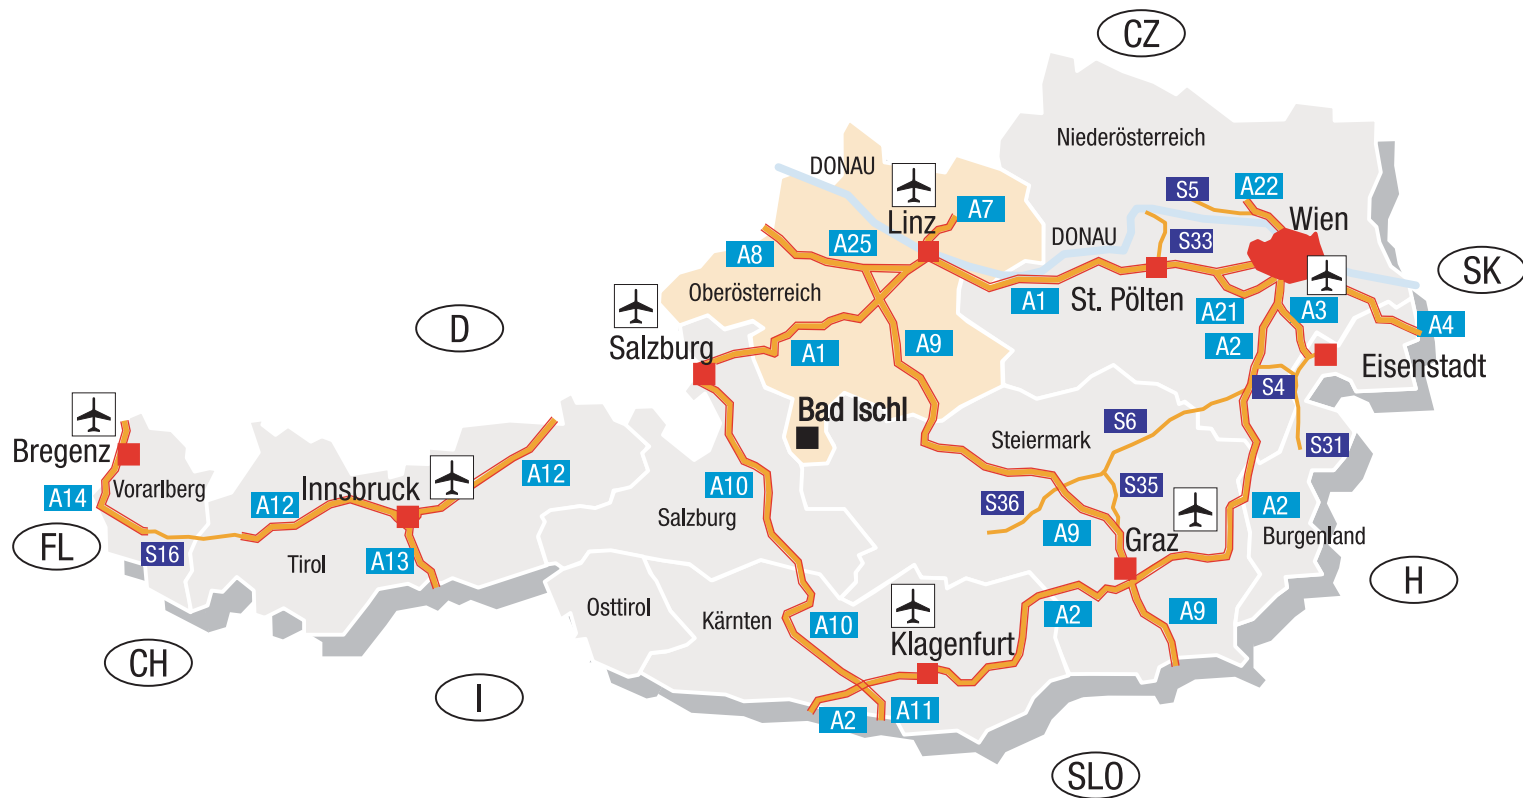 CZ
Niederösterreich
DONAU
S5
A22
Linz
A7
Wien
DONAU
S33
A25
A8
SK
Oberösterreich
A1
St. Pölten
A21
A3
A4
D
Salzburg
A1
A9
A2
Eisenstadt
S4
Bad Ischl
S6
Steiermark
Bregenz
S31
A12
A14
Vorarlberg
Innsbruck
A12
A10
S36
S35
A2
Salzburg
A9
Graz
Burgenland
FL
S16
Tirol
A13
H
Osttirol
Kärnten
A10
A2
A9
Klagenfurt
CH
I
A2
A11
SLO